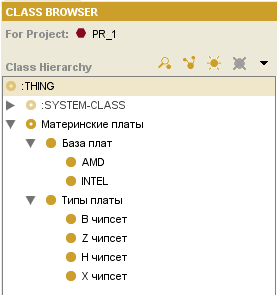 CLASS BROWSER
For Project: PR_1
Class Hierarchy
:THING
:SYSTEM-CLASS
Материнские платы
База плат
AMD
INTEL
Типы платы
B чипсет
Z чипсет
H чипсет
X чипсет